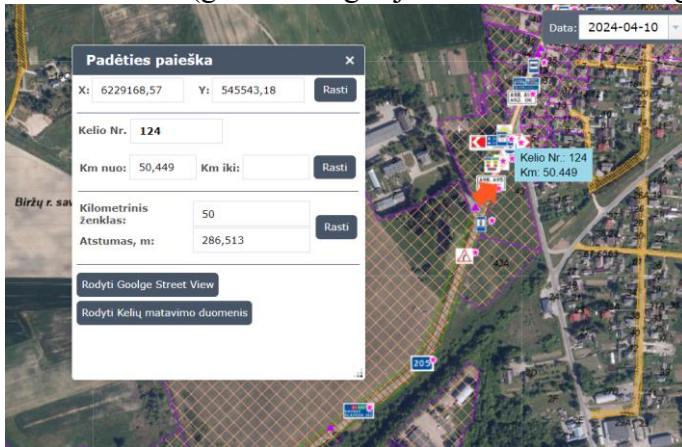 Data: 2024-04-10
Padėties paieška ×
X: 6229168,57 Y: 545543,18 Rasti
Kelio Nr. 124
Km nuo: 50,449 Km iki: Rasti
Kilometrinis
ženklas: 50
Atstumas, m: 286,513 Rasti
Rodyti Goolge Street View
Rodyti Kelių matavimo duomenis
Kelio Nr.: 124
Km: 50.449
Biržų r. sav
43A
205